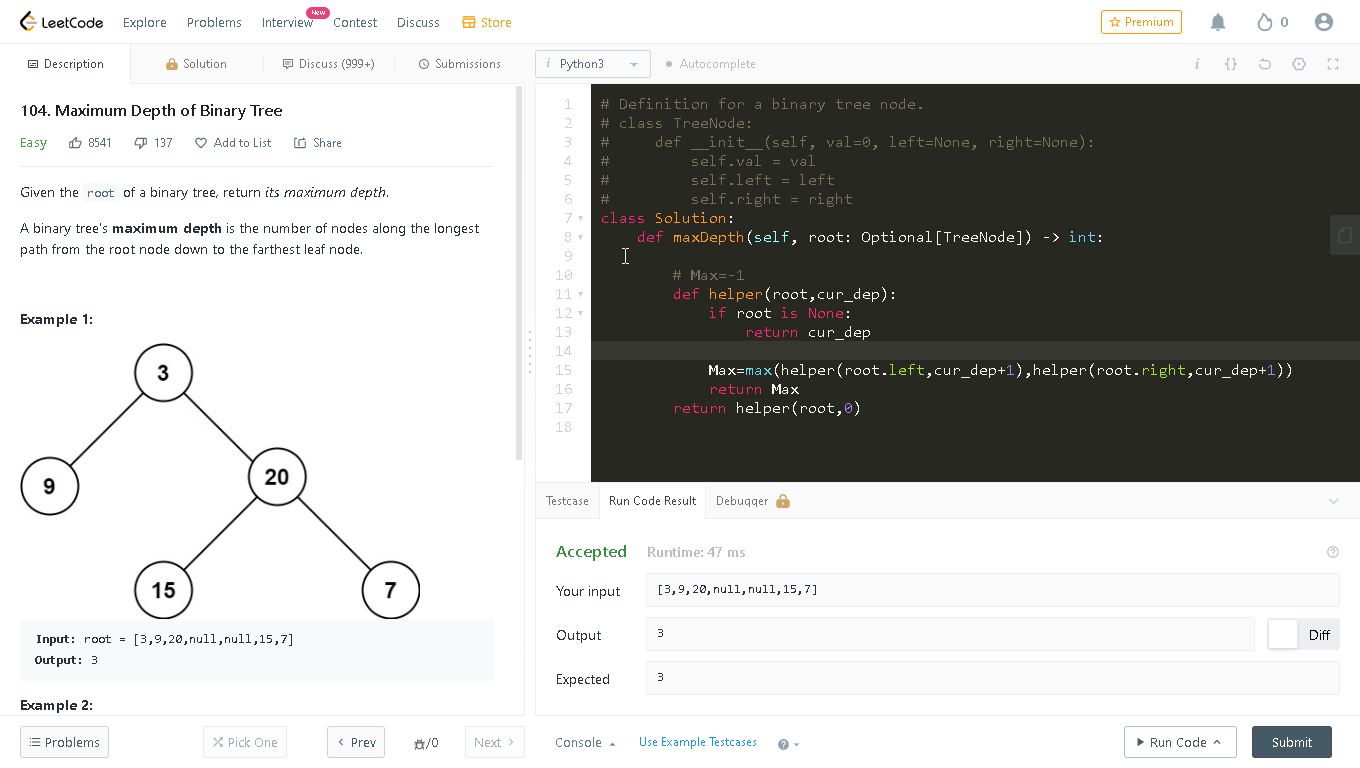 LeetCode Explore Problems Interview New Contest Discuss Store Premium 0
Description Solution Discuss (999+) Submissions
104. Maximum Depth of Binary Tree
Easy 8541 137 Add to List Share
Given the root of a binary tree, return its maximum depth.
A binary tree's maximum depth is the number of nodes along the longest
path from the root node down to the farthest leaf node.
Example 1:
3
9
20
15
7
Input: root = [3,9,20,null,null,15,7]
Output: 3
Example 2:
Problems Pick One Prev /0 Next
i Python3 Autocomplete i {}
1 # Definition for a binary tree node.
2 # class TreeNode:
3 #     def __init__(self, val=0, left=None, right=None):
4 #         self.val = val
5 #         self.left = left
6 #         self.right = right
7 class Solution:
8     def maxDepth(self, root: Optional[TreeNode]) -> int:
9
10         # Max=-1
11         def helper(root,cur_dep):
12             if root is None:
13                 return cur_dep
14
15             Max=max(helper(root.left,cur_dep+1),helper(root.right,cur_dep+1))
16             return Max
17         return helper(root,0)
18
Testcase Run Code Result Debugger
Accepted Runtime: 47 ms ?
Your input [3,9,20,null,null,15,7]
Output 3 Diff
Expected 3
Console Use Example Testcases ? Run Code Submit